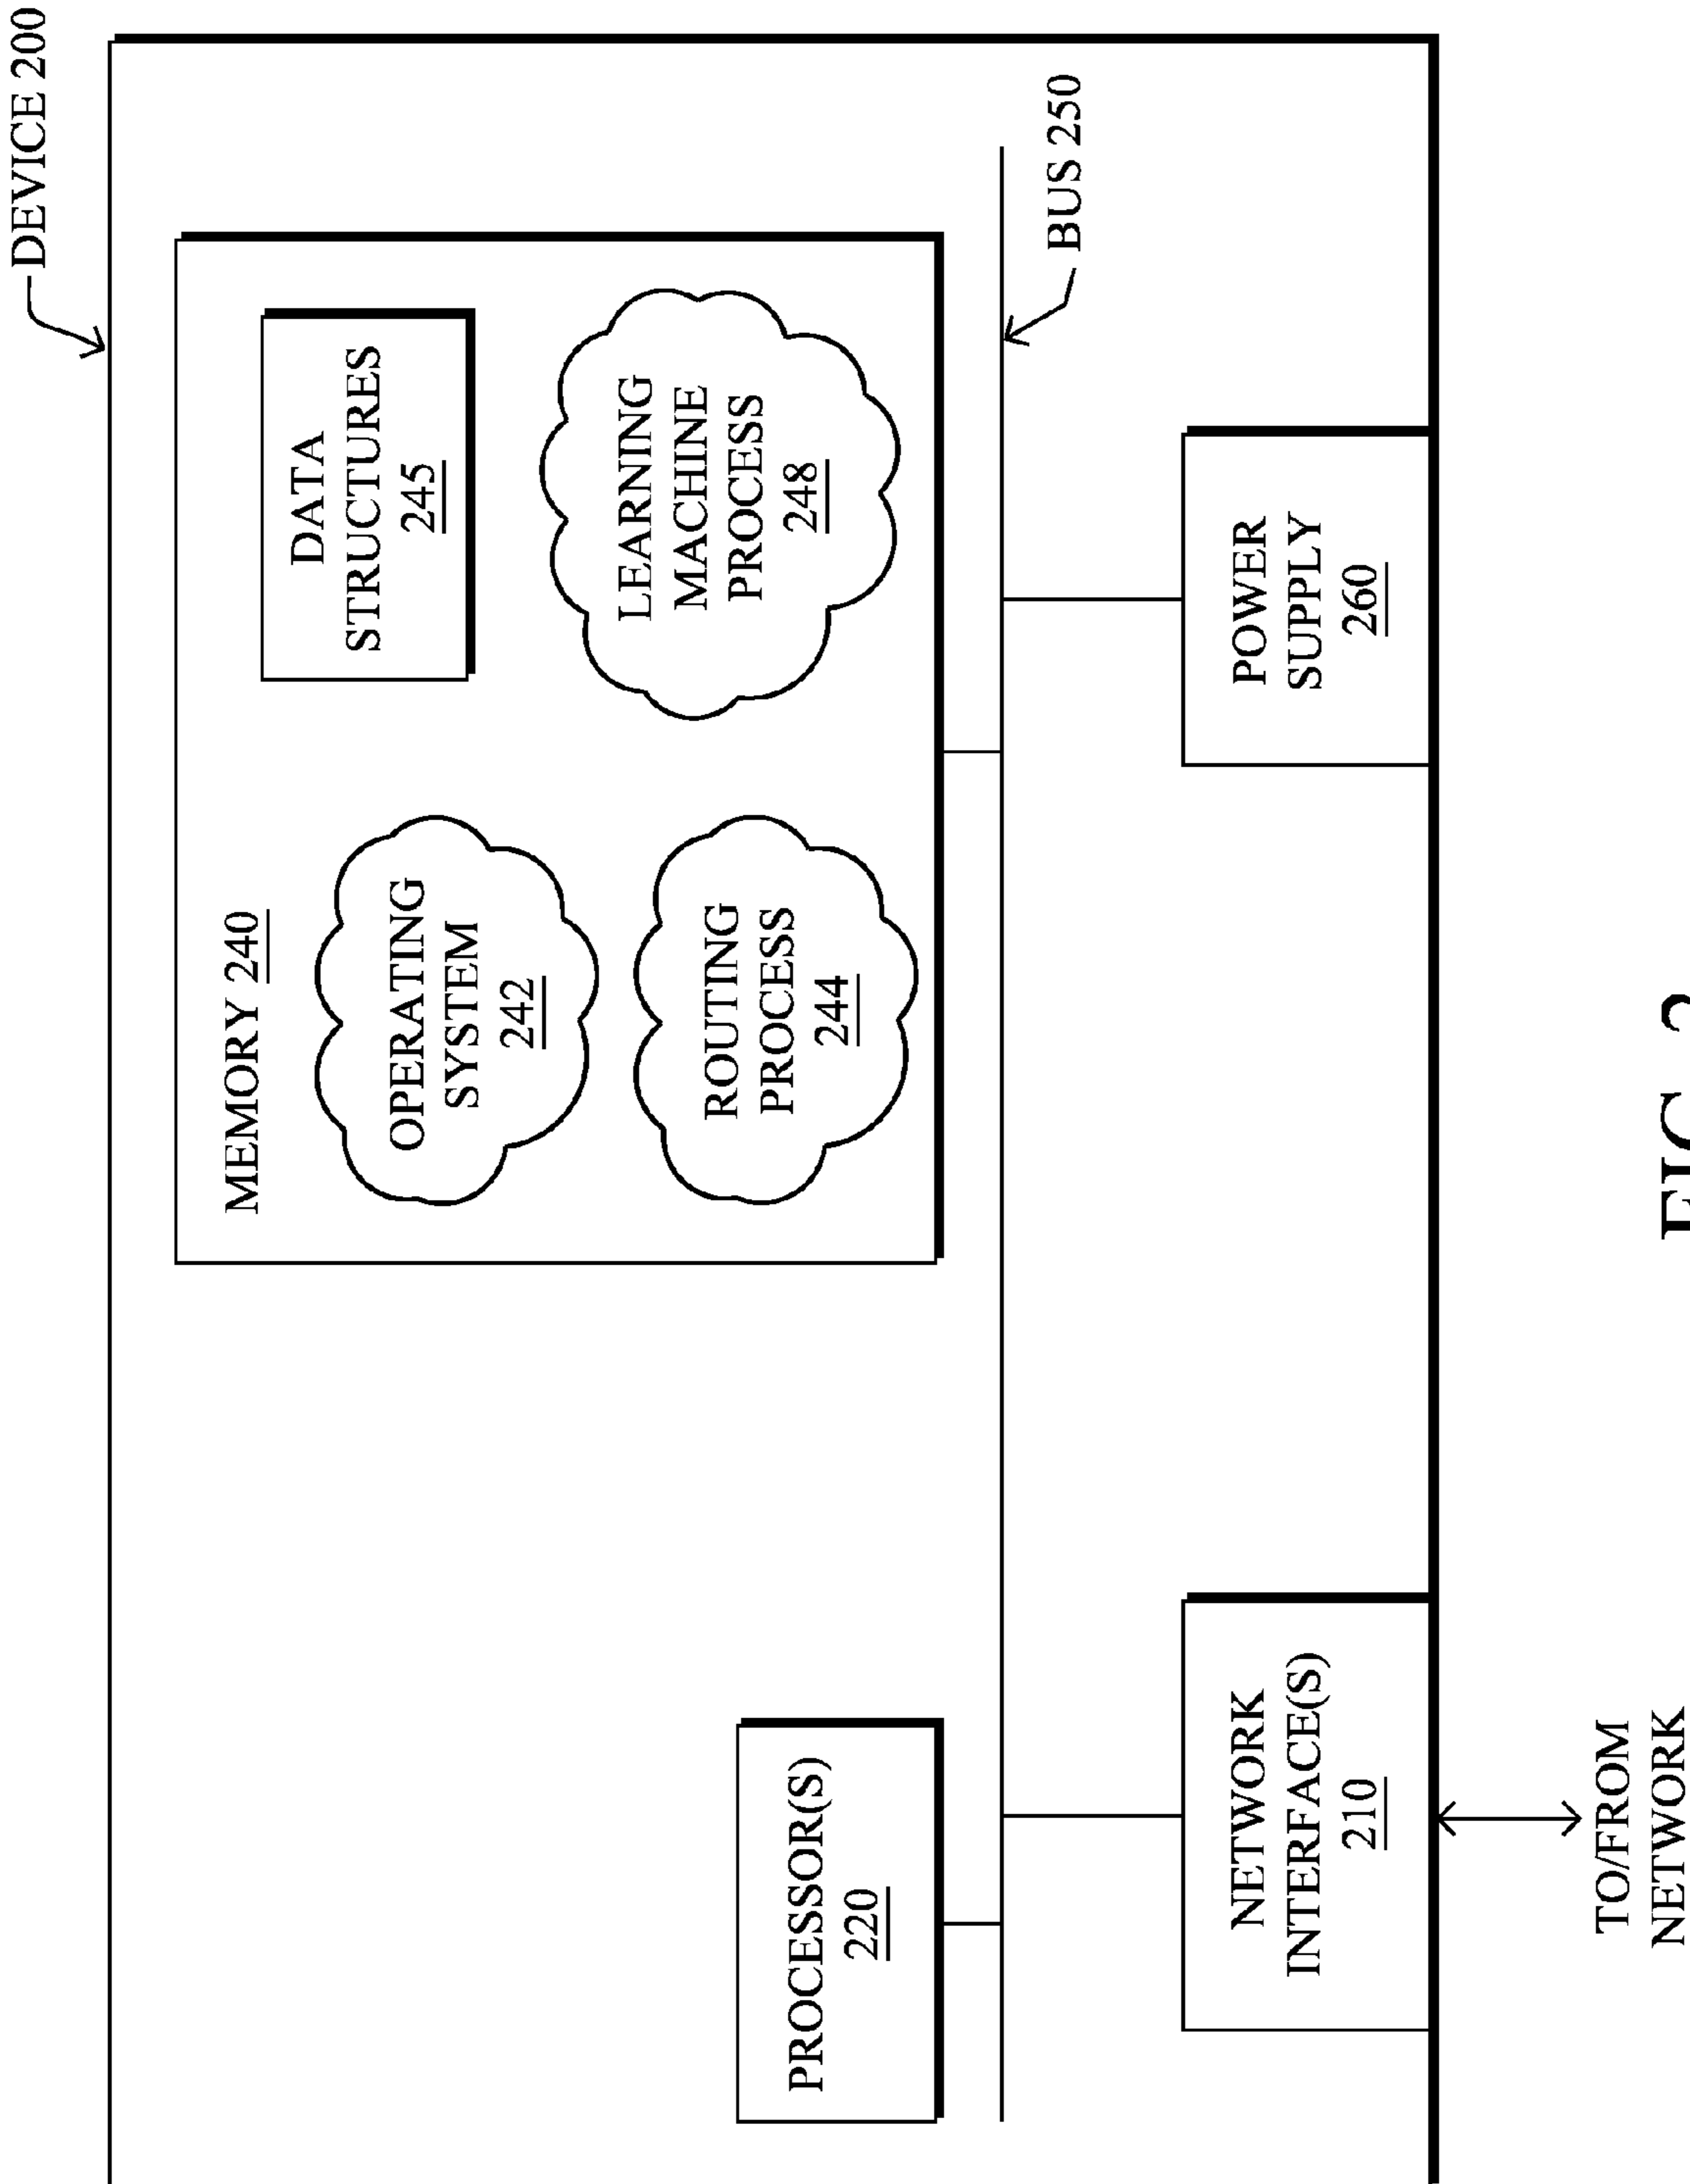 DEVICE 200
MEMORY 240
DATA
STRUCTURES
245
OPERATING
SYSTEM
242
LEARNING
MACHINE
PROCESS
248
ROUTING
PROCESS
244
PROCESSOR(S)
220
BUS 250
NETWORK
INTERFACE(S)
210
POWER
SUPPLY
260
TO/FROM
NETWORK